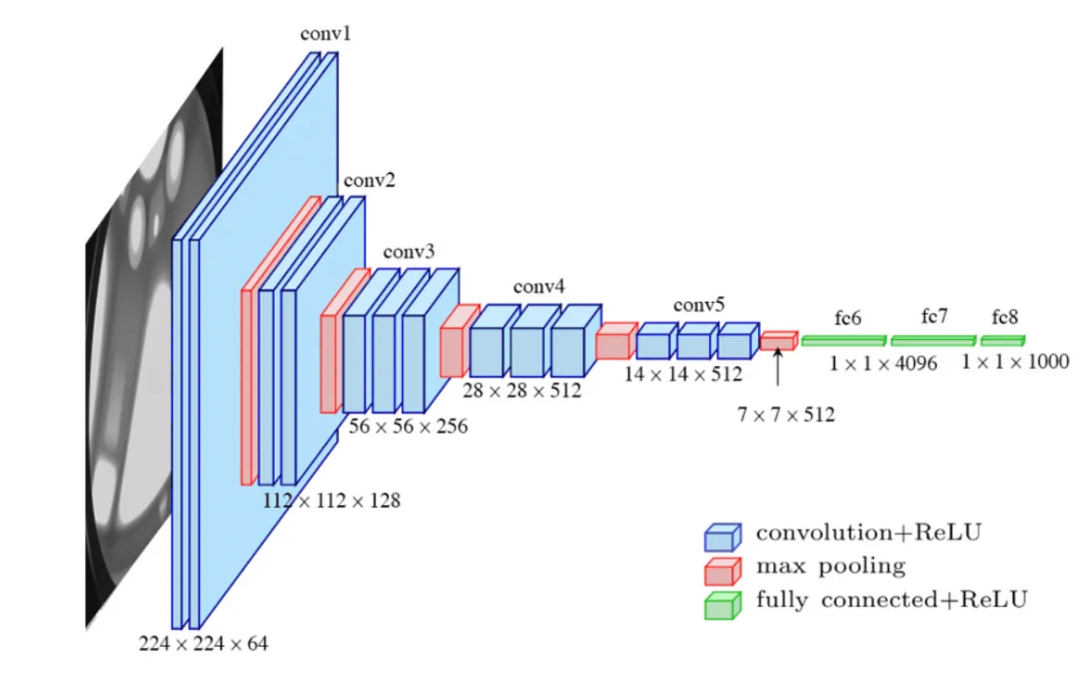 conv1
conv2
conv3
conv4
conv5
fc6
fc7
fc8
1 × 1 × 4096
1 × 1 × 1000
14 × 14 × 512
28 × 28 × 512
7 × 7 × 512
56 × 56 × 256
112 × 112 × 128
224 × 224 × 64
convolution+ReLU
max pooling
fully connected+ReLU